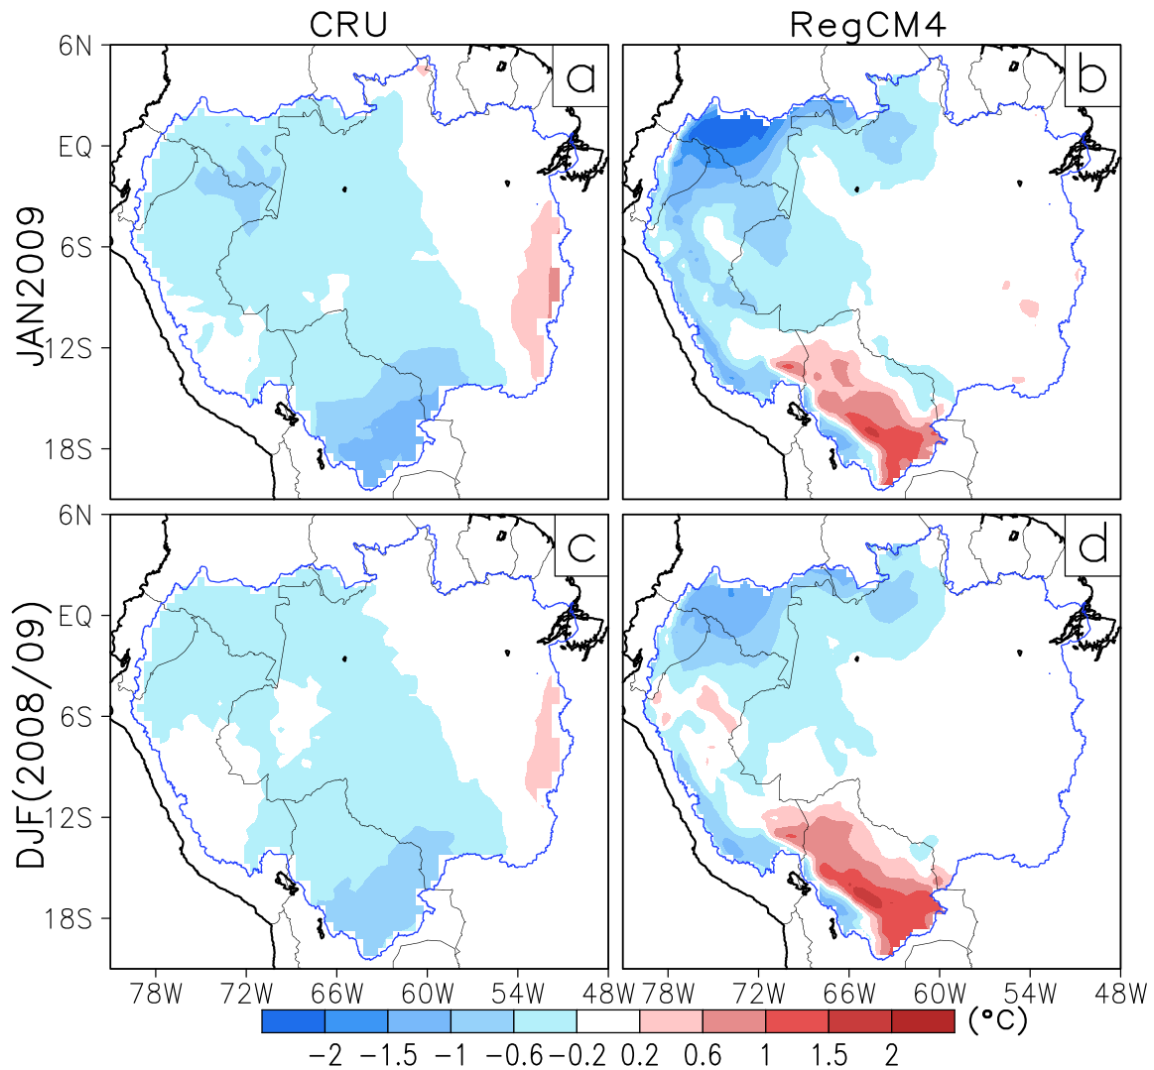 CRU RegCM4
6N a b
EQ
6S
JAN2009
12S
18S
6N c d
EQ
6S
DJF(2008/09)
12S
18S
78W 72W 66W 60W 54W 48W 78W 72W 66W 60W 54W 48W
(°C)
−2 −1.5 −1 −0.6 −0.2 0.2 0.6 1 1.5 2